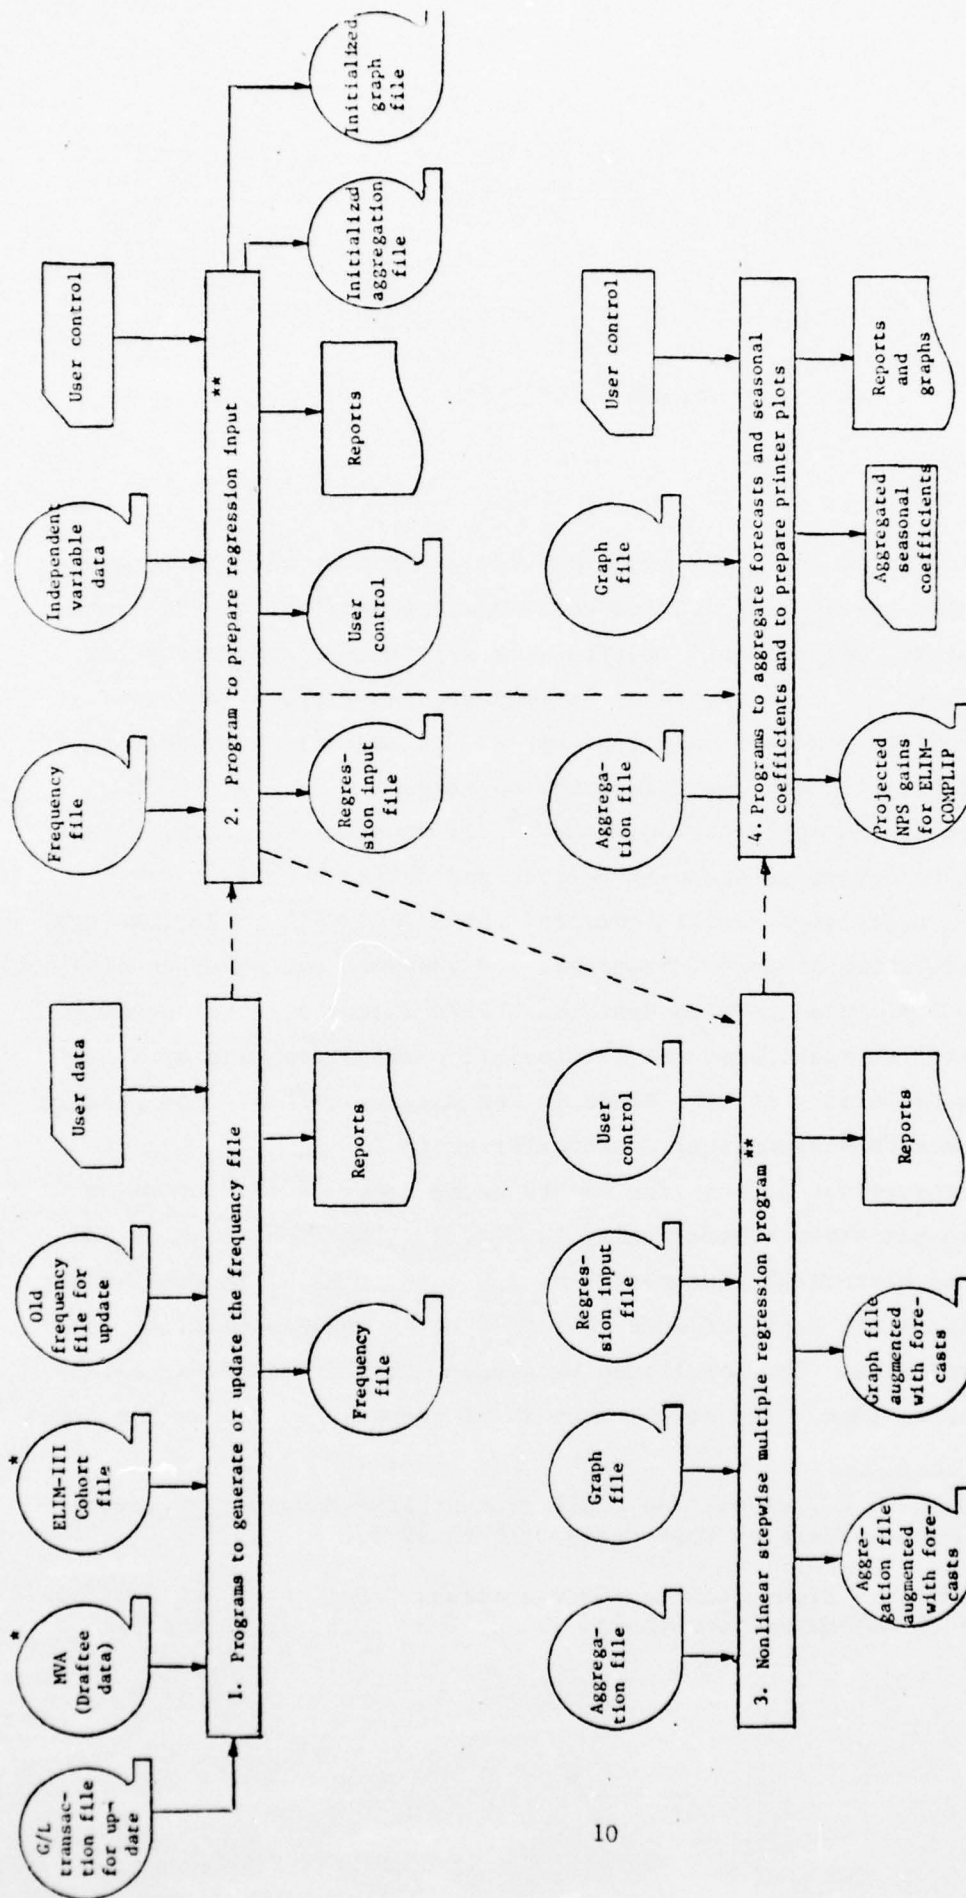 G/L
transac-
tion file
for up-
date
*
MVA
(Draftee
data)
*
ELIM-III
Cohort
file
Old
frequency
file for
update
User data
1. Programs to generate or update the frequency file
Frequency
file
Reports
Frequency
file
Independent
variable
data
User control
2. Program to prepare regression input**
Regres-
sion input
file
User
control
Reports
Initialized
aggregation
file
Initialized
graph
file
Aggrega-
tion file
Graph
file
Regres-
sion input
file
User
control
3. Nonlinear stepwise multiple regression program**
Aggre-
gation file
augmented
with fore-
casts
Graph file
augmented
with fore-
casts
Reports
Aggrega-
tion file
Graph
file
User control
4. Programs to aggregate forecasts and seasonal
coefficients and to prepare printer plots
Projected
NPS gains
for ELIM-
COMPLIP
Aggregated
seasonal
coefficients
Reports
and
graphs
10